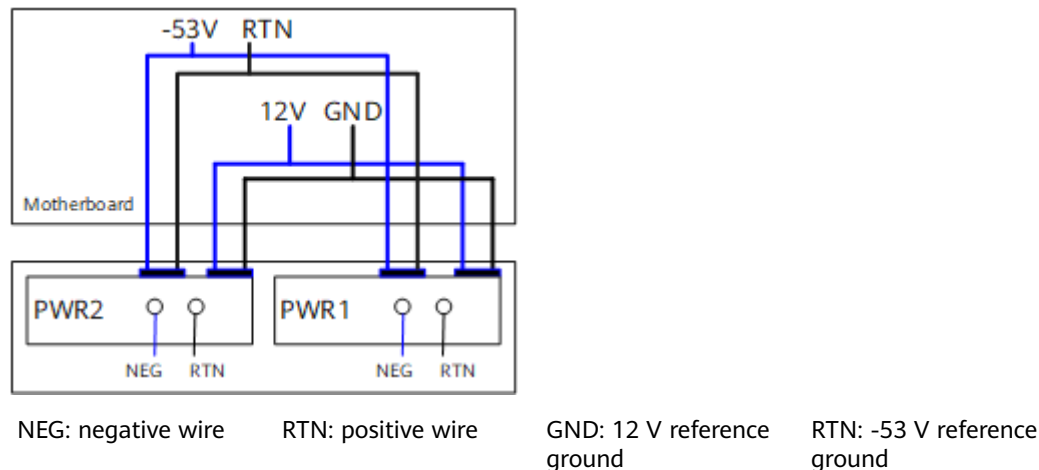 -53V RTN
12V GND
Motherboard
PWR2
PWR1
NEG RTN
NEG RTN
NEG: negative wire
RTN: positive wire
GND: 12 V reference
ground
RTN: -53 V reference
ground